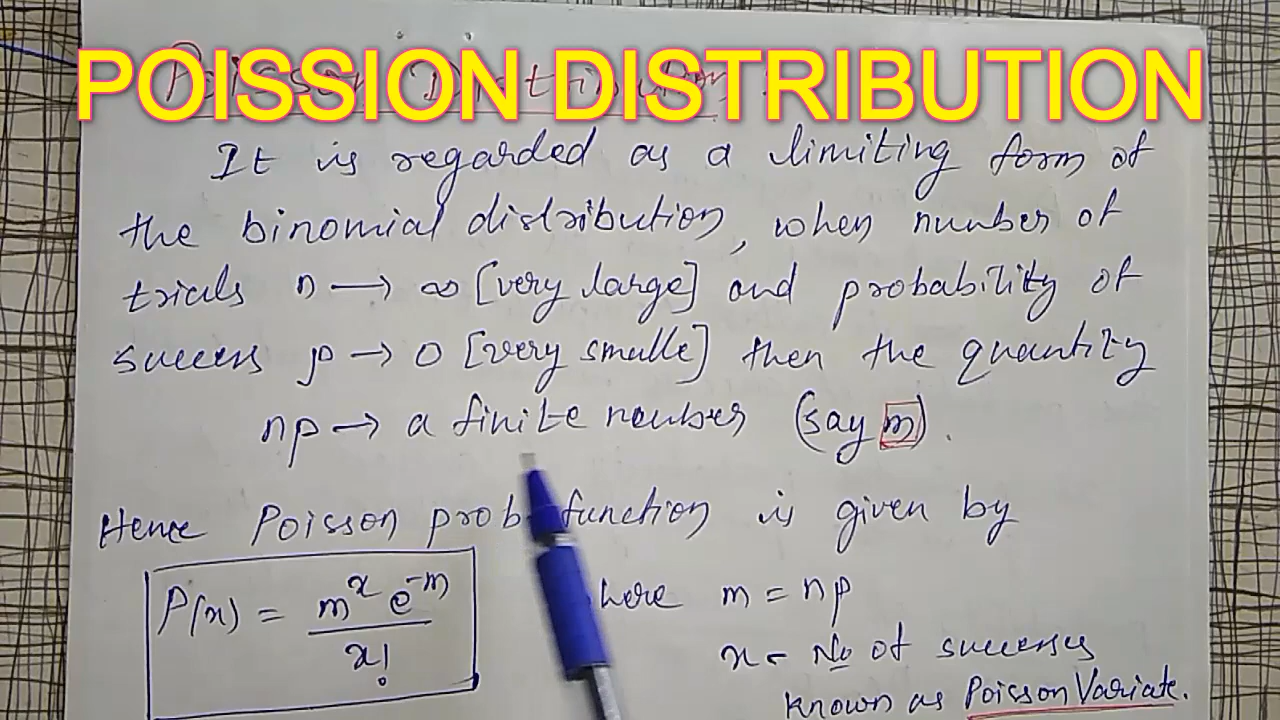 POISSION DISTRIBUTION
It is regarded as a limiting form of
the binomial distribution, when number of
trials n → ∞ [very large] and probability of
success p → 0 [very smalle] then the quantity
np → a finite number (say m).
Hence Poisson prob function is given by
P(x) = m^x e^-m / x!
here m = np
x - No of successes
known as Poisson Variate.